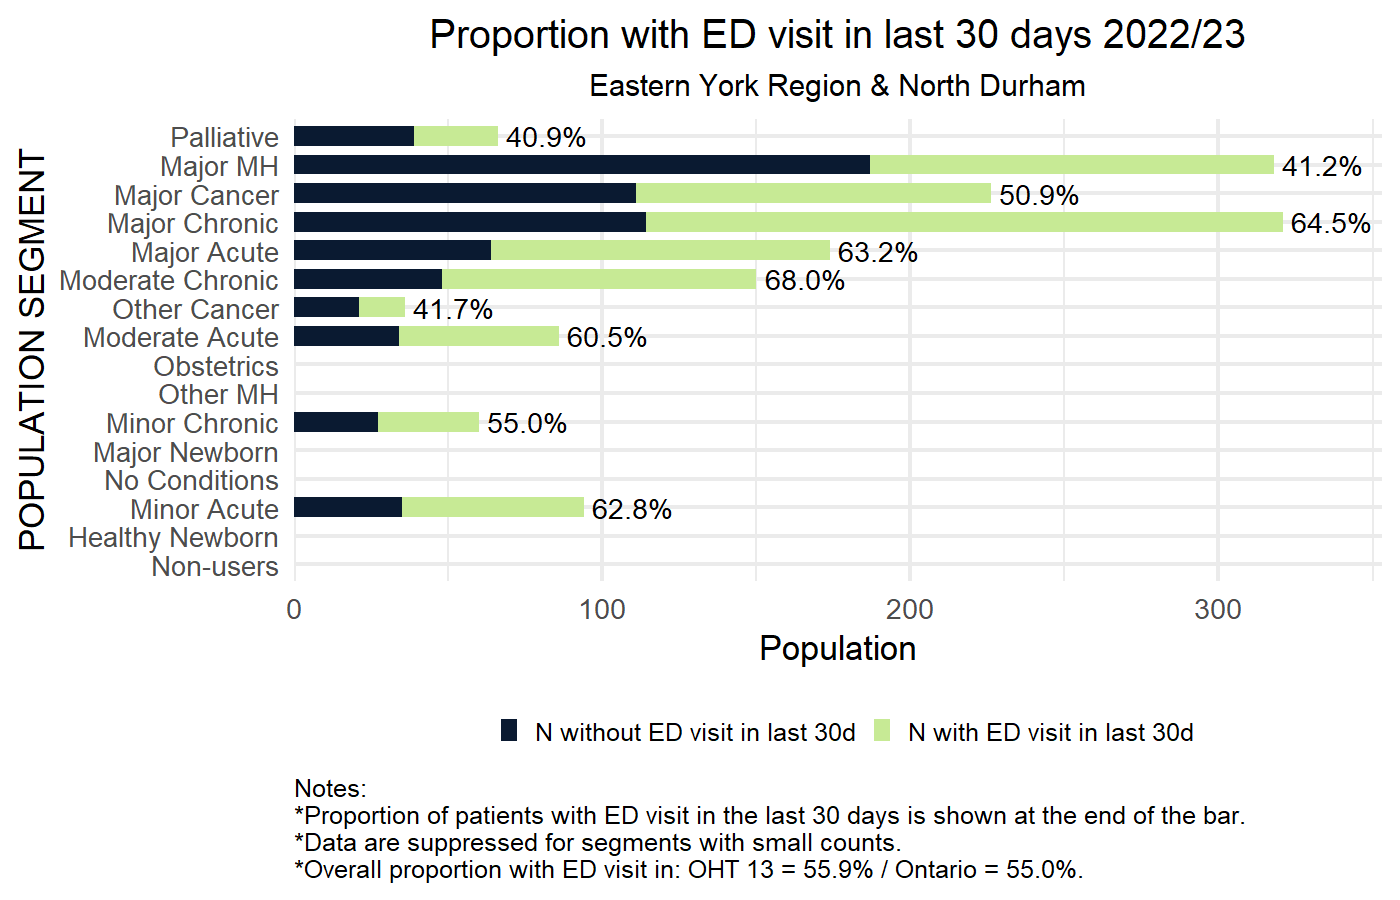 Proportion with ED visit in last 30 days 2022/23
Eastern York Region & North Durham
POPULATION SEGMENT
Palliative 40.9%
Major MH 41.2%
Major Cancer 50.9%
Major Chronic 64.5%
Major Acute 63.2%
Moderate Chronic 68.0%
Other Cancer 41.7%
Moderate Acute 60.5%
Obstetrics
Other MH
Minor Chronic 55.0%
Major Newborn
No Conditions
Minor Acute 62.8%
Healthy Newborn
Non-users
0 100 200 300
Population
N without ED visit in last 30d N with ED visit in last 30d
Notes:
*Proportion of patients with ED visit in the last 30 days is shown at the end of the bar.
*Data are suppressed for segments with small counts.
*Overall proportion with ED visit in: OHT 13 = 55.9% / Ontario = 55.0%.